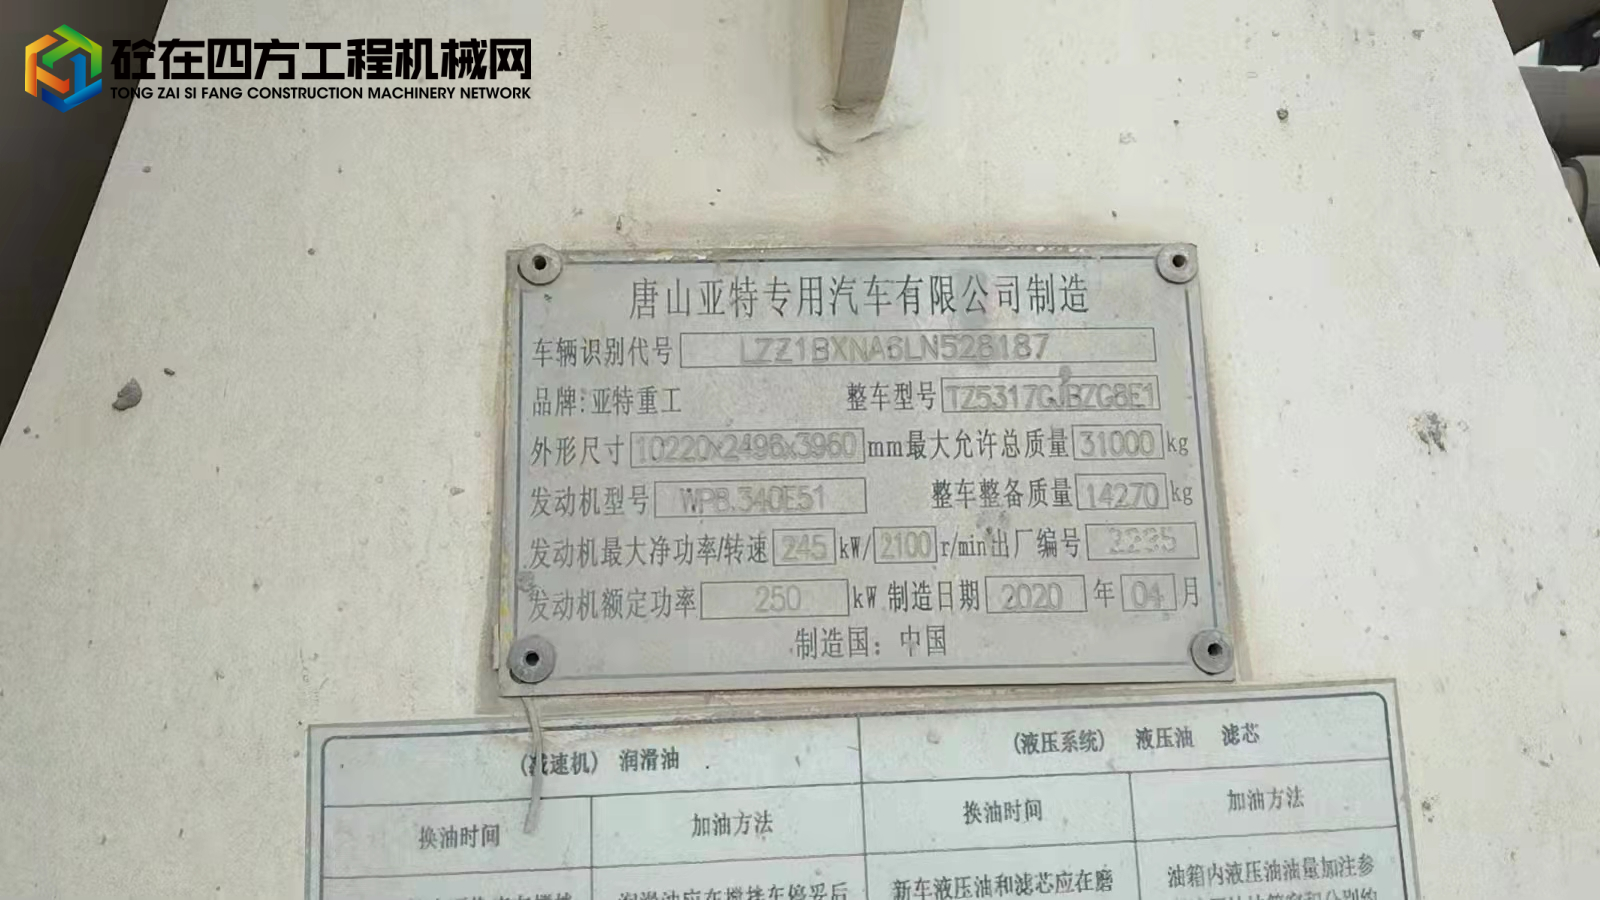 砼在四方工程机械网
TONG ZAI SI FANG CONSTRUCTION MACHINERY NETWORK
唐山亚特专用汽车有限公司制造
车辆识别代号 LZZ1BXNA6LN528187
品牌:亚特重工 整车型号 TZ5317GJBZG8E1
外形尺寸 10220x2496x3960 mm 最大允许总质量 31000 kg
发动机型号 WP8.340E51 整车整备质量 14270 kg
发动机最大净功率/转速 245 kW/ 2100 r/min 出厂编号
发动机额定功率 250 kW 制造日期 2020 年 04 月
制造国：中国
(减速机) 润滑油 (液压系统) 液压油 滤芯
换油时间 加油方法 换油时间 加油方法
新车液压油和滤芯应在磨 油箱内液压油油量加注参